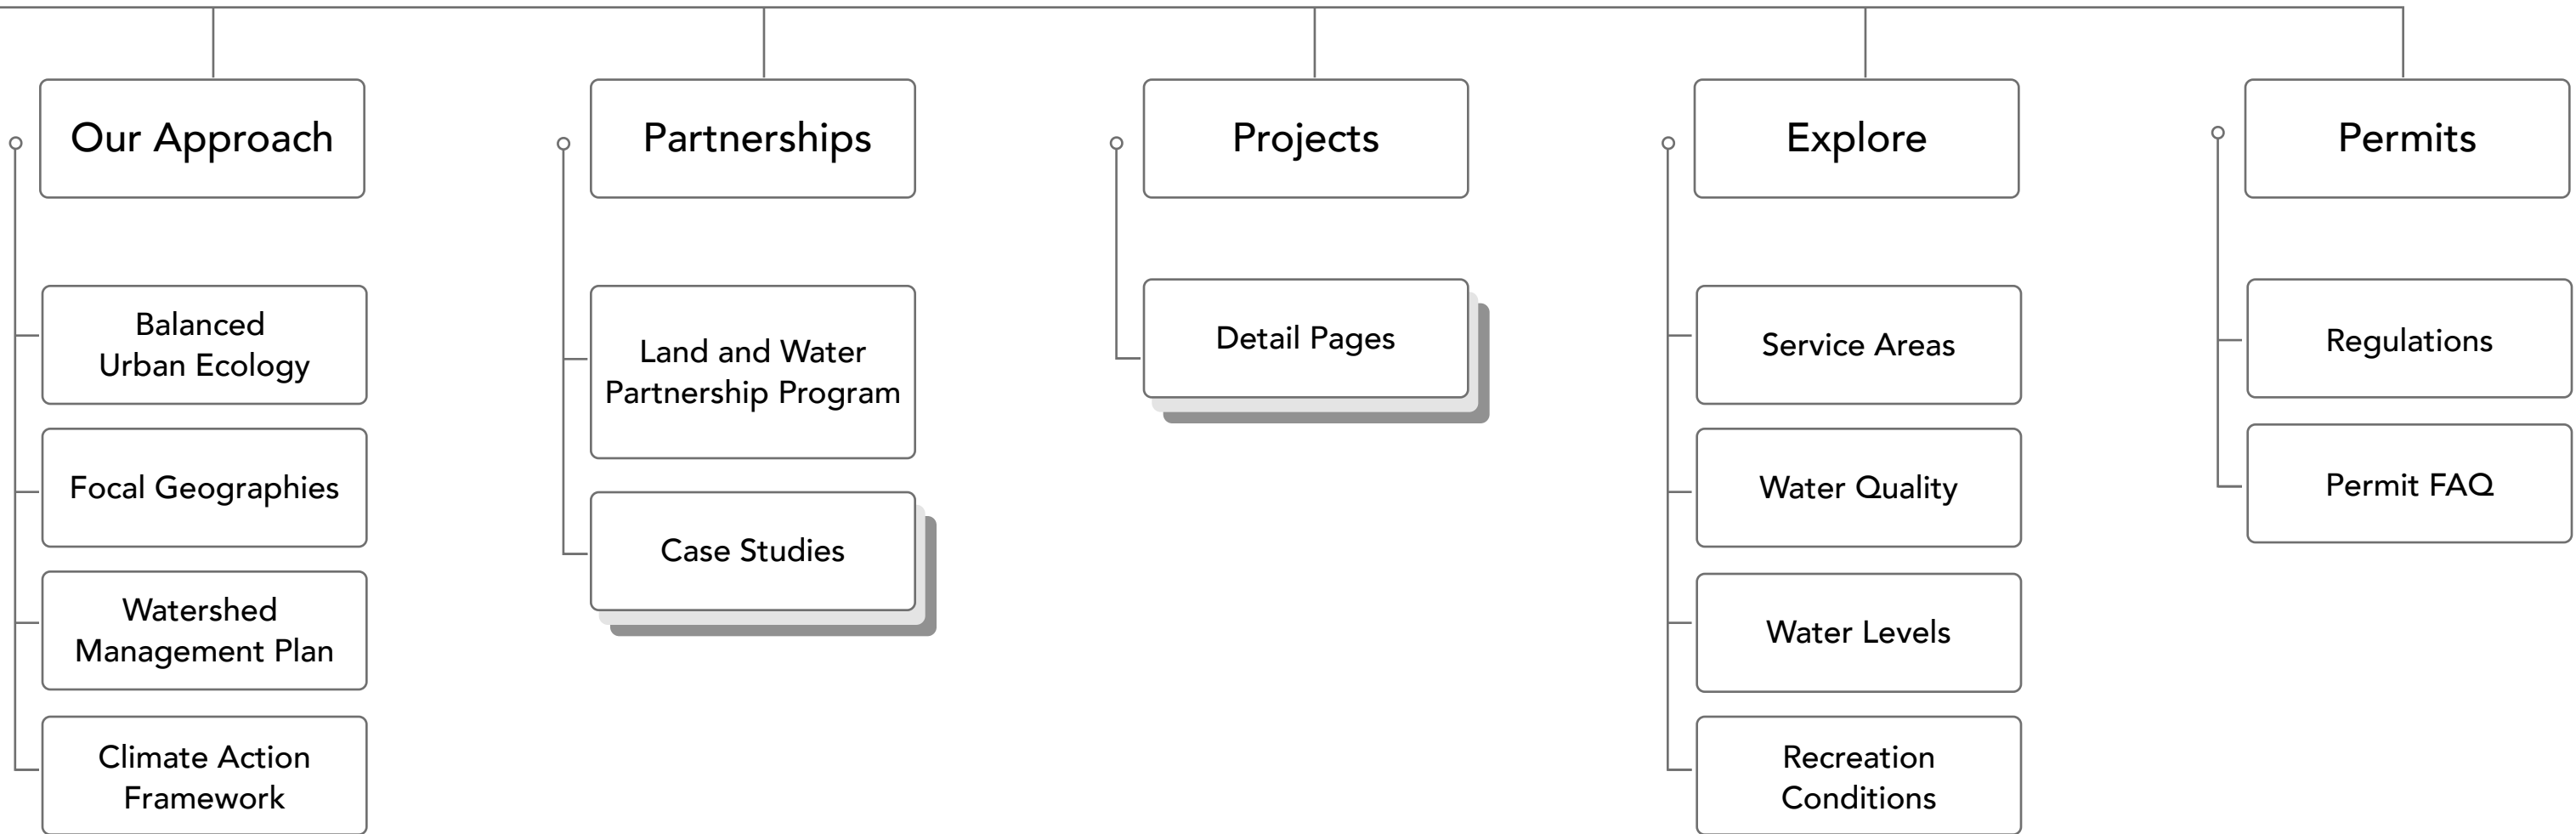 Our Approach
Partnerships
Projects
Explore
Permits
Balanced
Urban Ecology
Focal Geographies
Watershed
Management Plan
Climate Action
Framework
Land and Water
Partnership Program
Case Studies
Detail Pages
Service Areas
Water Quality
Water Levels
Recreation
Conditions
Regulations
Permit FAQ